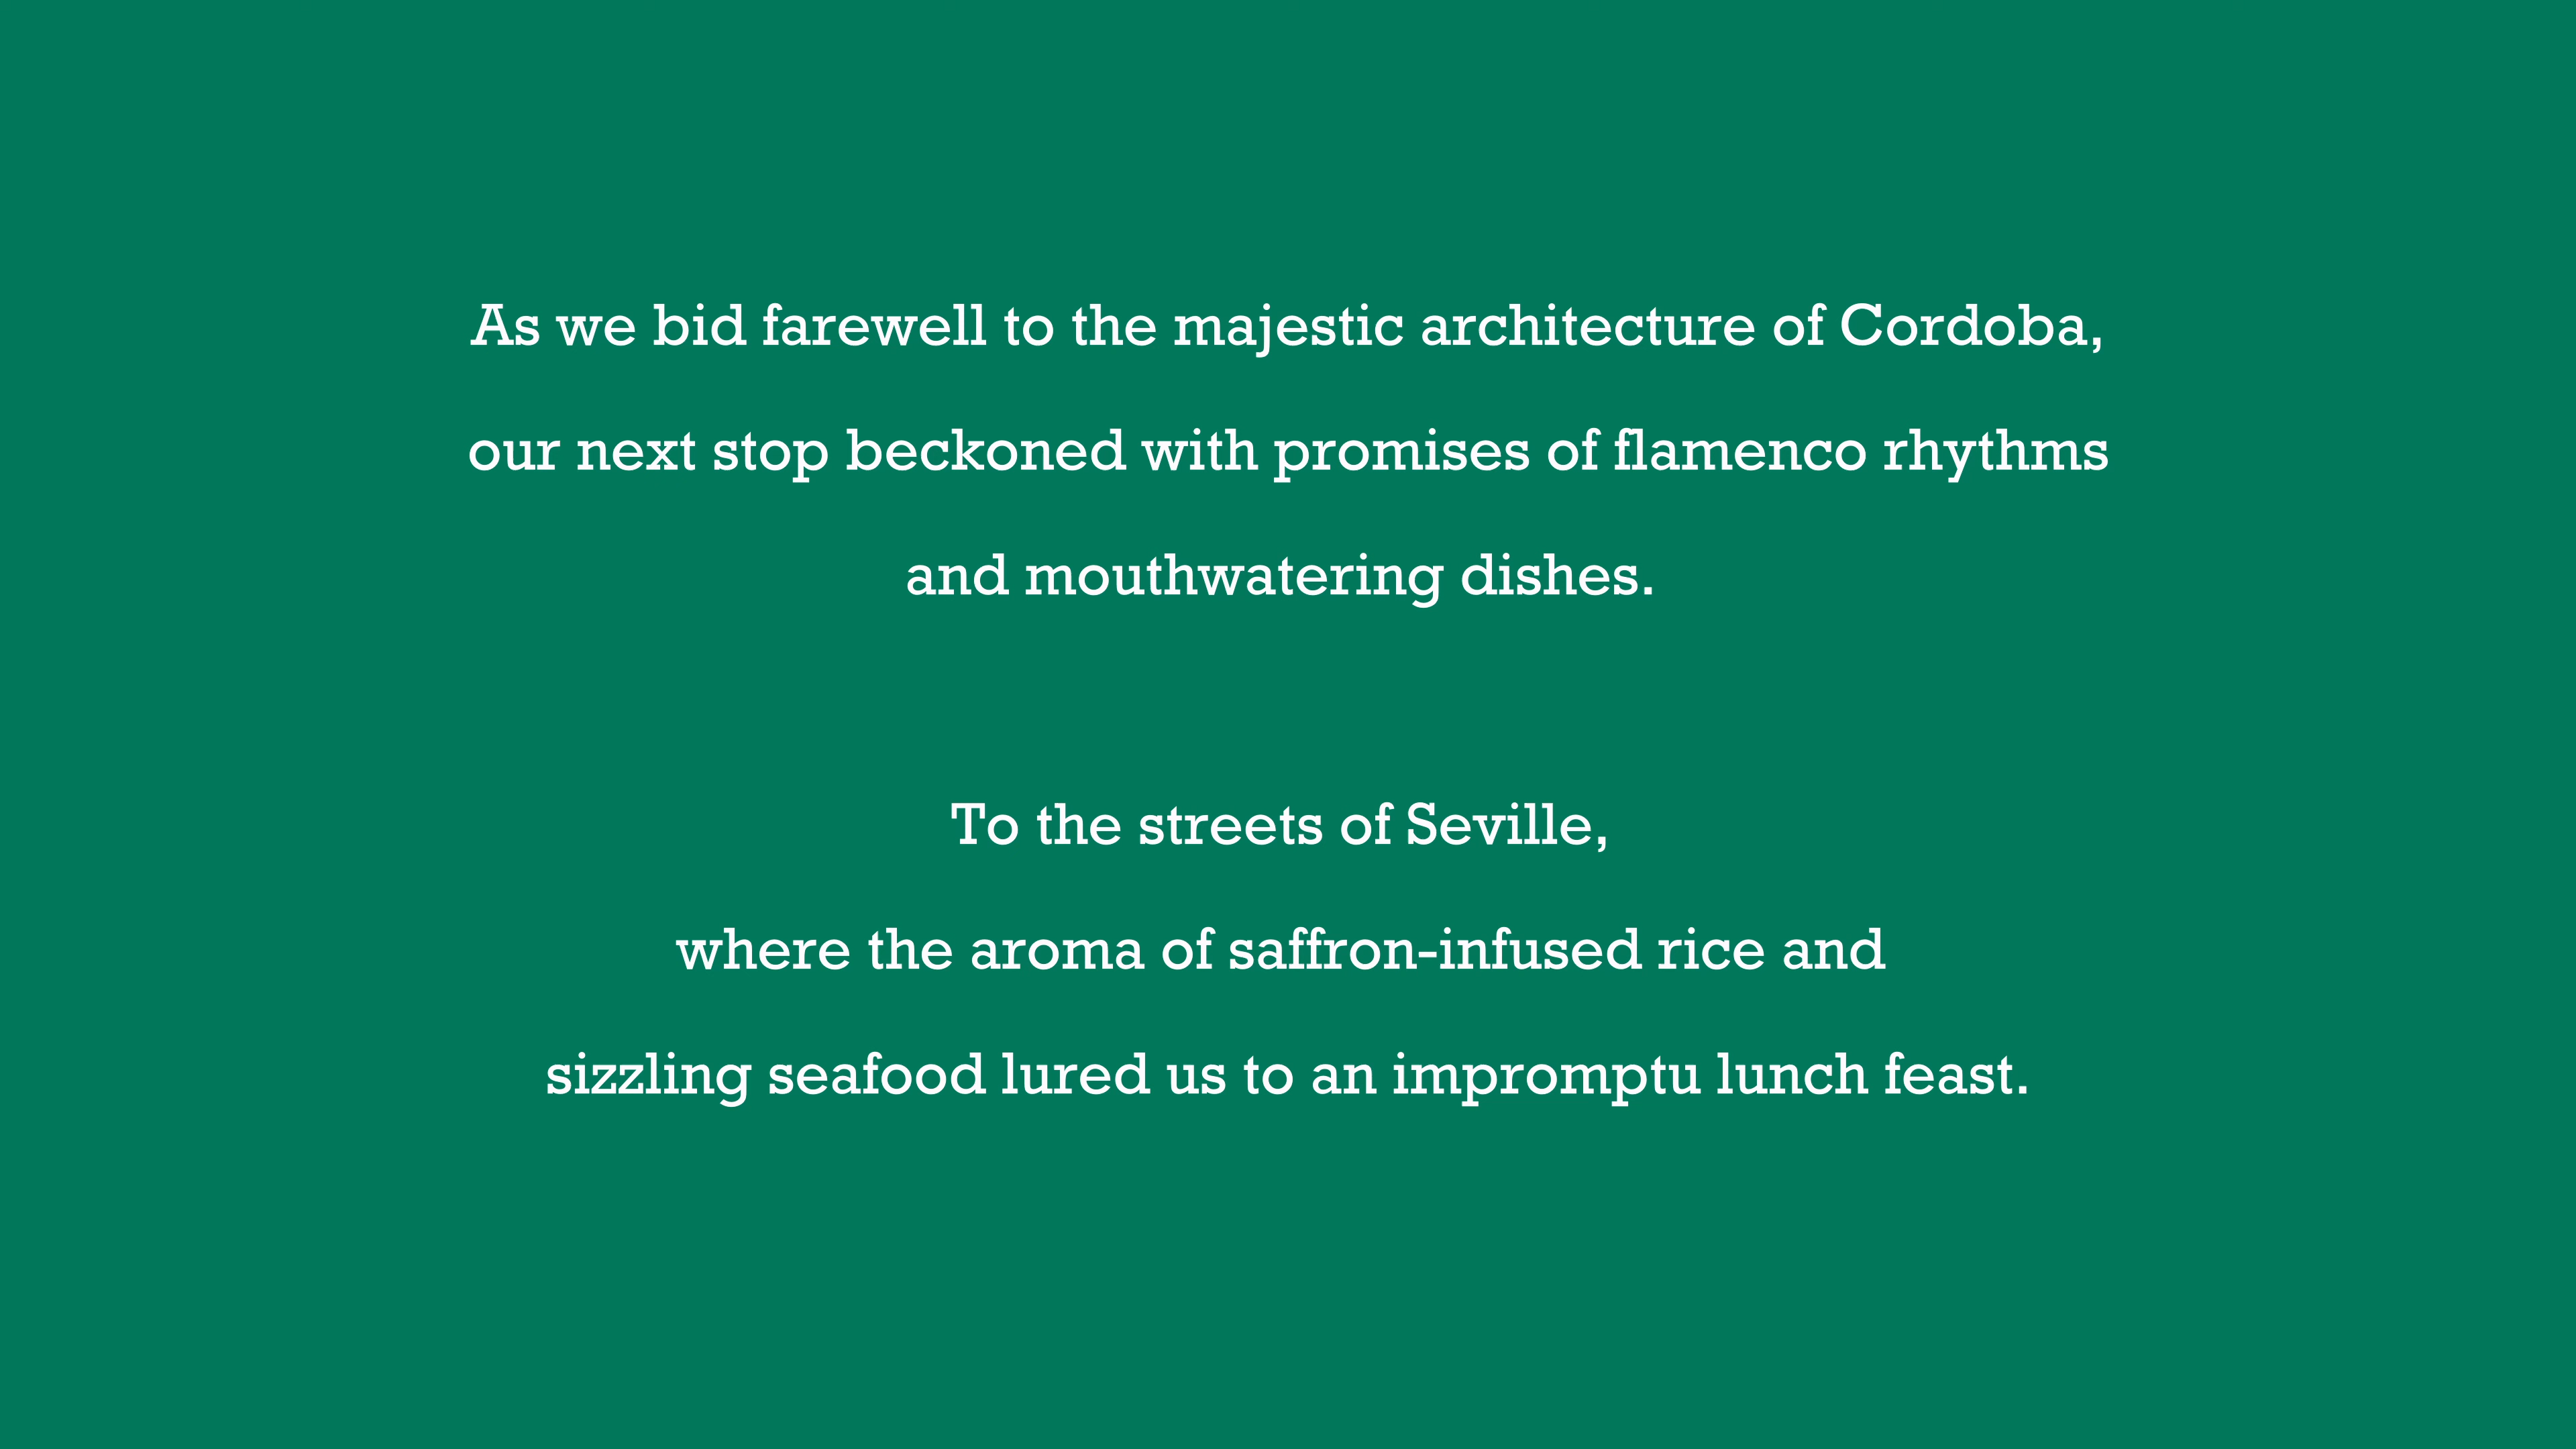 As we bid farewell to the majestic architecture of Cordoba,
our next stop beckoned with promises of flamenco rhythms
and mouthwatering dishes.
To the streets of Seville,
where the aroma of saffron-infused rice and
sizzling seafood lured us to an impromptu lunch feast.